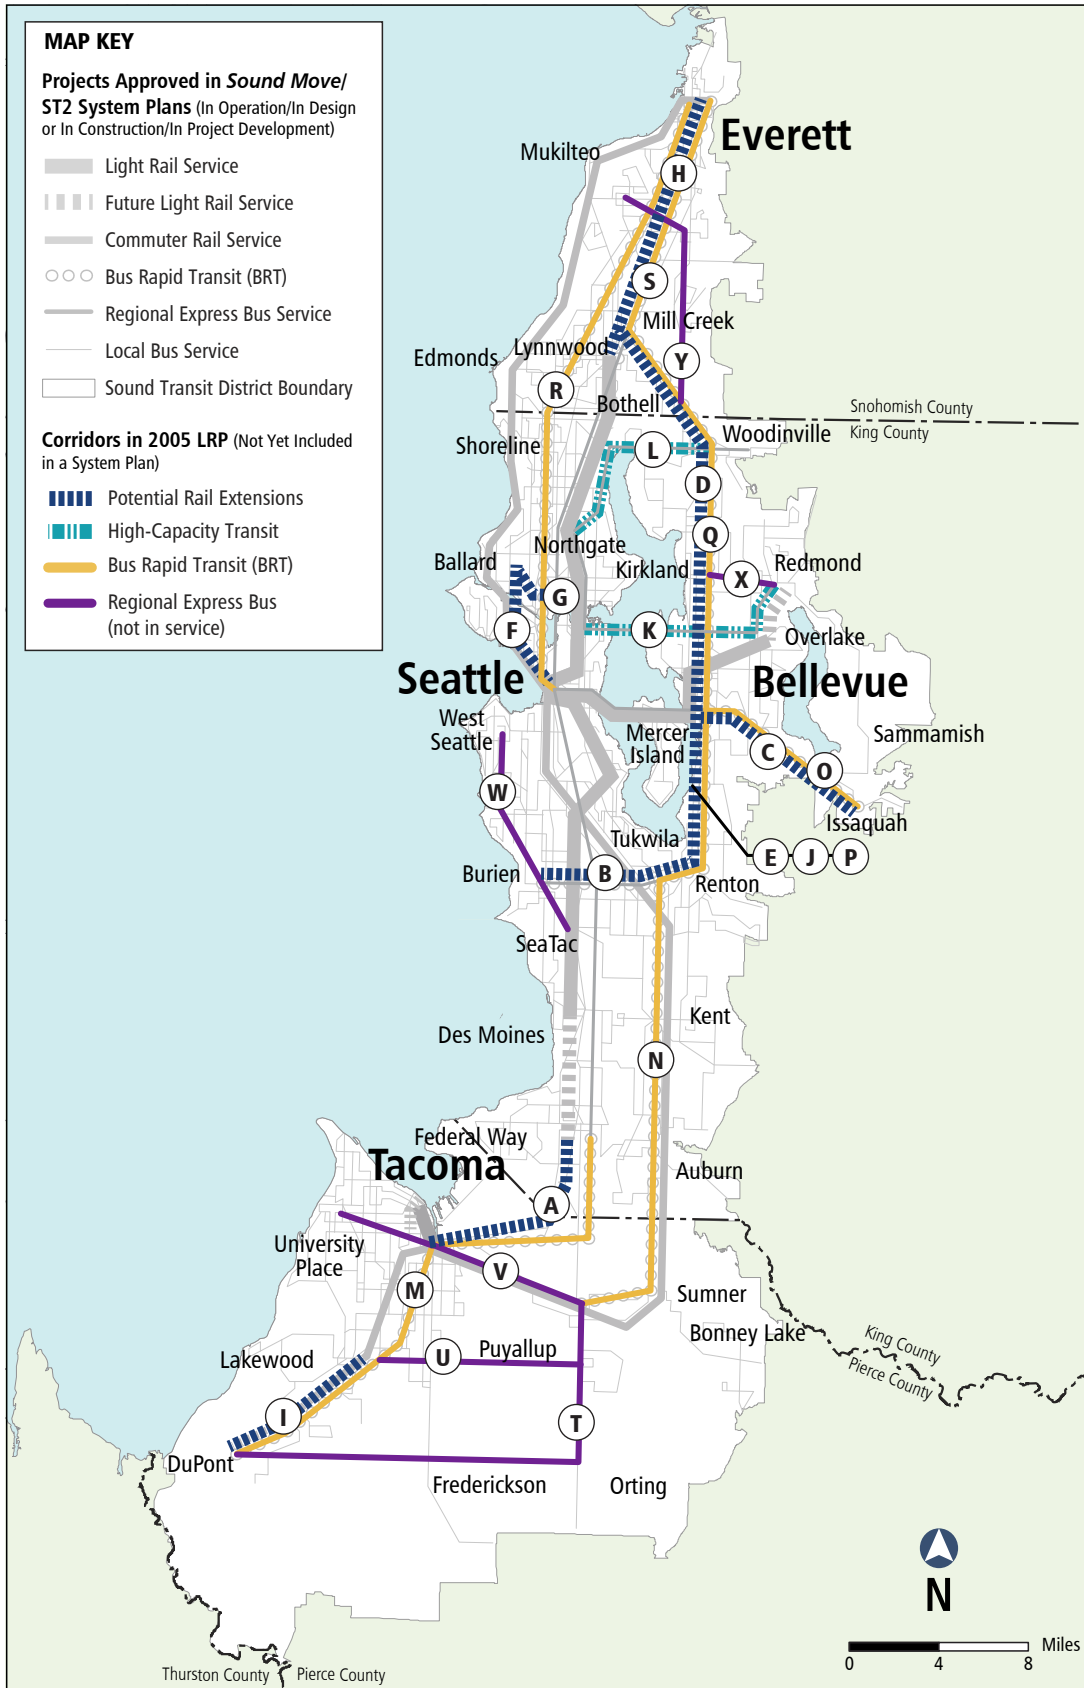 MAP KEY
Projects Approved in Sound Move/
ST2 System Plans (In Operation/In Design
or In Construction/In Project Development)
Light Rail Service
Future Light Rail Service
Commuter Rail Service
Bus Rapid Transit (BRT)
Regional Express Bus Service
Local Bus Service
Sound Transit District Boundary
Corridors in 2005 LRP (Not Yet Included
in a System Plan)
Potential Rail Extensions
High-Capacity Transit
Bus Rapid Transit (BRT)
Regional Express Bus
(not in service)
Everett
Mukilteo
H
S
Mill Creek
Lynnwood
Edmonds
Y
R
Bothell
Snohomish County
King County
Woodinville
Shoreline
L
D
Q
Northgate
Ballard
Kirkland
Redmond
X
G
F
K
Overlake
Seattle
Bellevue
West
Seattle
Mercer
Island
Sammamish
C
O
W
Issaquah
Tukwila
E
J
P
Burien
B
Renton
SeaTac
Kent
Des Moines
N
Federal Way
Tacoma
Auburn
A
University
Place
V
M
Sumner
Bonney Lake
King County
Pierce County
Puyallup
Lakewood
U
I
T
DuPont
Frederickson
Orting
N
Miles
0
4
8
Thurston County
Pierce County